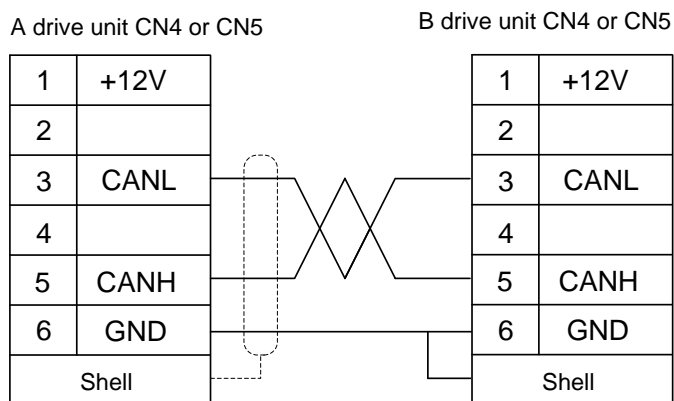 A drive unit CN4 or CN5
B drive unit CN4 or CN5
1 +12V
2
3 CANL
4
5 CANH
6 GND
Shell
1 +12V
2
3 CANL
4
5 CANH
6 GND
Shell